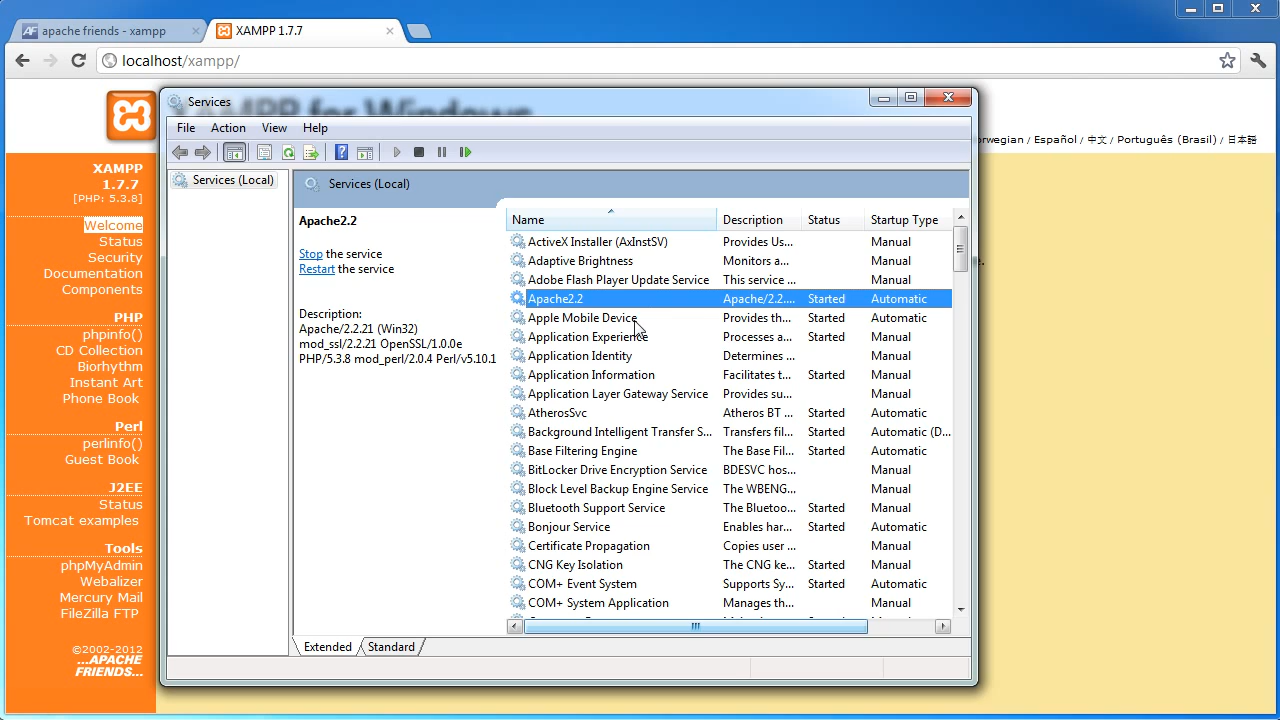 apache friends - xampp
XAMPP 1.7.7
localhost/xampp/
Services
File Action View Help
Norwegian / Español / 中文 / Português (Brasil) / 日本語
XAMPP
1.7.7
[PHP: 5.3.8]
Welcome
Status
Security
Documentation
Components
PHP
phpinfo()
CD Collection
Biorhythm
Instant Art
Phone Book
Perl
perlinfo()
Guest Book
J2EE
Status
Tomcat examples
Tools
phpMyAdmin
Webalizer
Mercury Mail
FileZilla FTP
©2002-2012
...APACHE
FRIENDS...
Services (Local)
Services (Local)
Apache2.2
Stop the service
Restart the service
Description:
Apache/2.2.21 (Win32)
mod_ssl/2.2.21 OpenSSL/1.0.0e
PHP/5.3.8 mod_perl/2.0.4 Perl/v5.10.1
Name Description Status Startup Type
ActiveX Installer (AxInstSV) Provides Us... Manual
Adaptive Brightness Monitors a... Manual
Adobe Flash Player Update Service This service ... Manual
Apache2.2 Apache/2.2.... Started Automatic
Apple Mobile Device Provides th... Started Automatic
Application Experience Processes a... Started Manual
Application Identity Determines ... Manual
Application Information Facilitates t... Started Manual
Application Layer Gateway Service Provides su... Manual
AtherosSvc Atheros BT ... Started Automatic
Background Intelligent Transfer S... Transfers fil... Started Automatic (D...
Base Filtering Engine The Base Fil... Started Automatic
BitLocker Drive Encryption Service BDESVC hos... Manual
Block Level Backup Engine Service The WBENG... Manual
Bluetooth Support Service The Bluetoo... Started Manual
Bonjour Service Enables har... Started Automatic
Certificate Propagation Copies user ... Manual
CNG Key Isolation The CNG ke... Started Manual
COM+ Event System Supports Sy... Started Automatic
COM+ System Application Manages th... Manual
Extended Standard